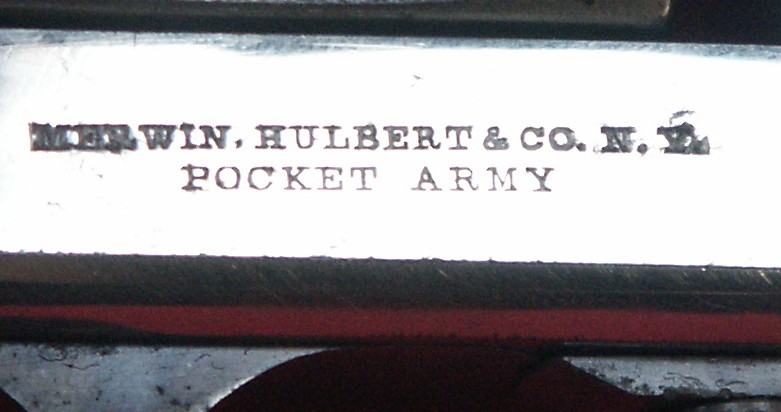 MERWIN, HULBERT & CO. N. Y.
POCKET ARMY